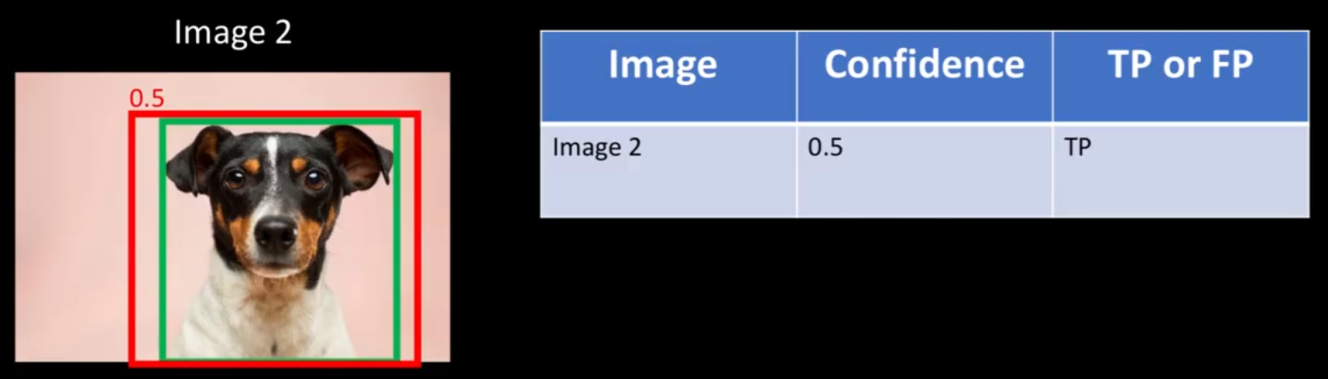 Image 2
0.5
Image Confidence TP or FP
Image 2 0.5 TP